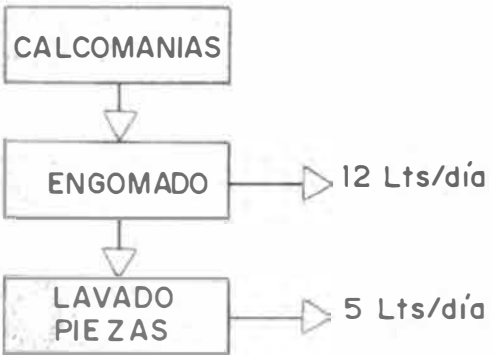 CALCOMANIAS
ENGOMADO
12 Lts/día
LAVADO
PIEZAS
5 Lts/día